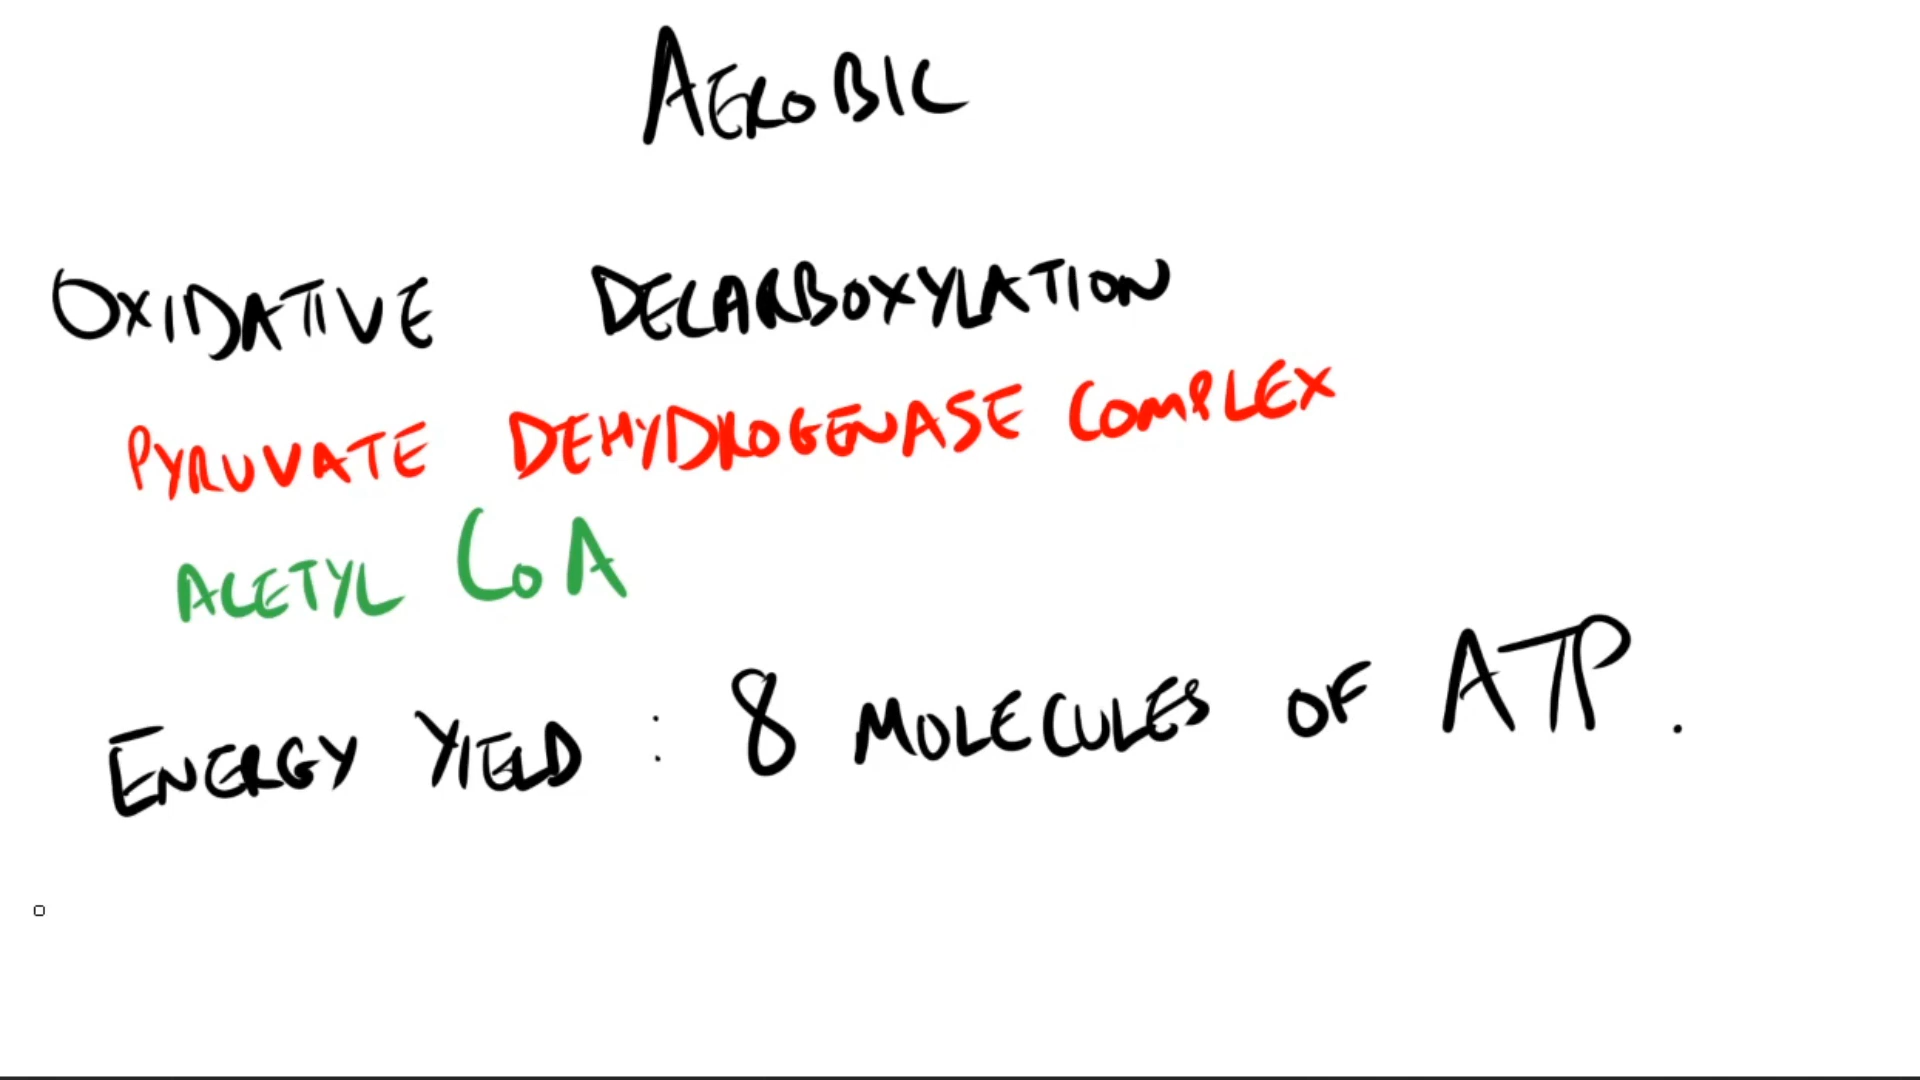 AEROBIC
OXIDATIVE DECARBOXYLATION
PYRUVATE DEHYDROGENASE COMPLEX
ACETYL CoA
ENERGY YIELD : 8 MOLECULES OF ATP.